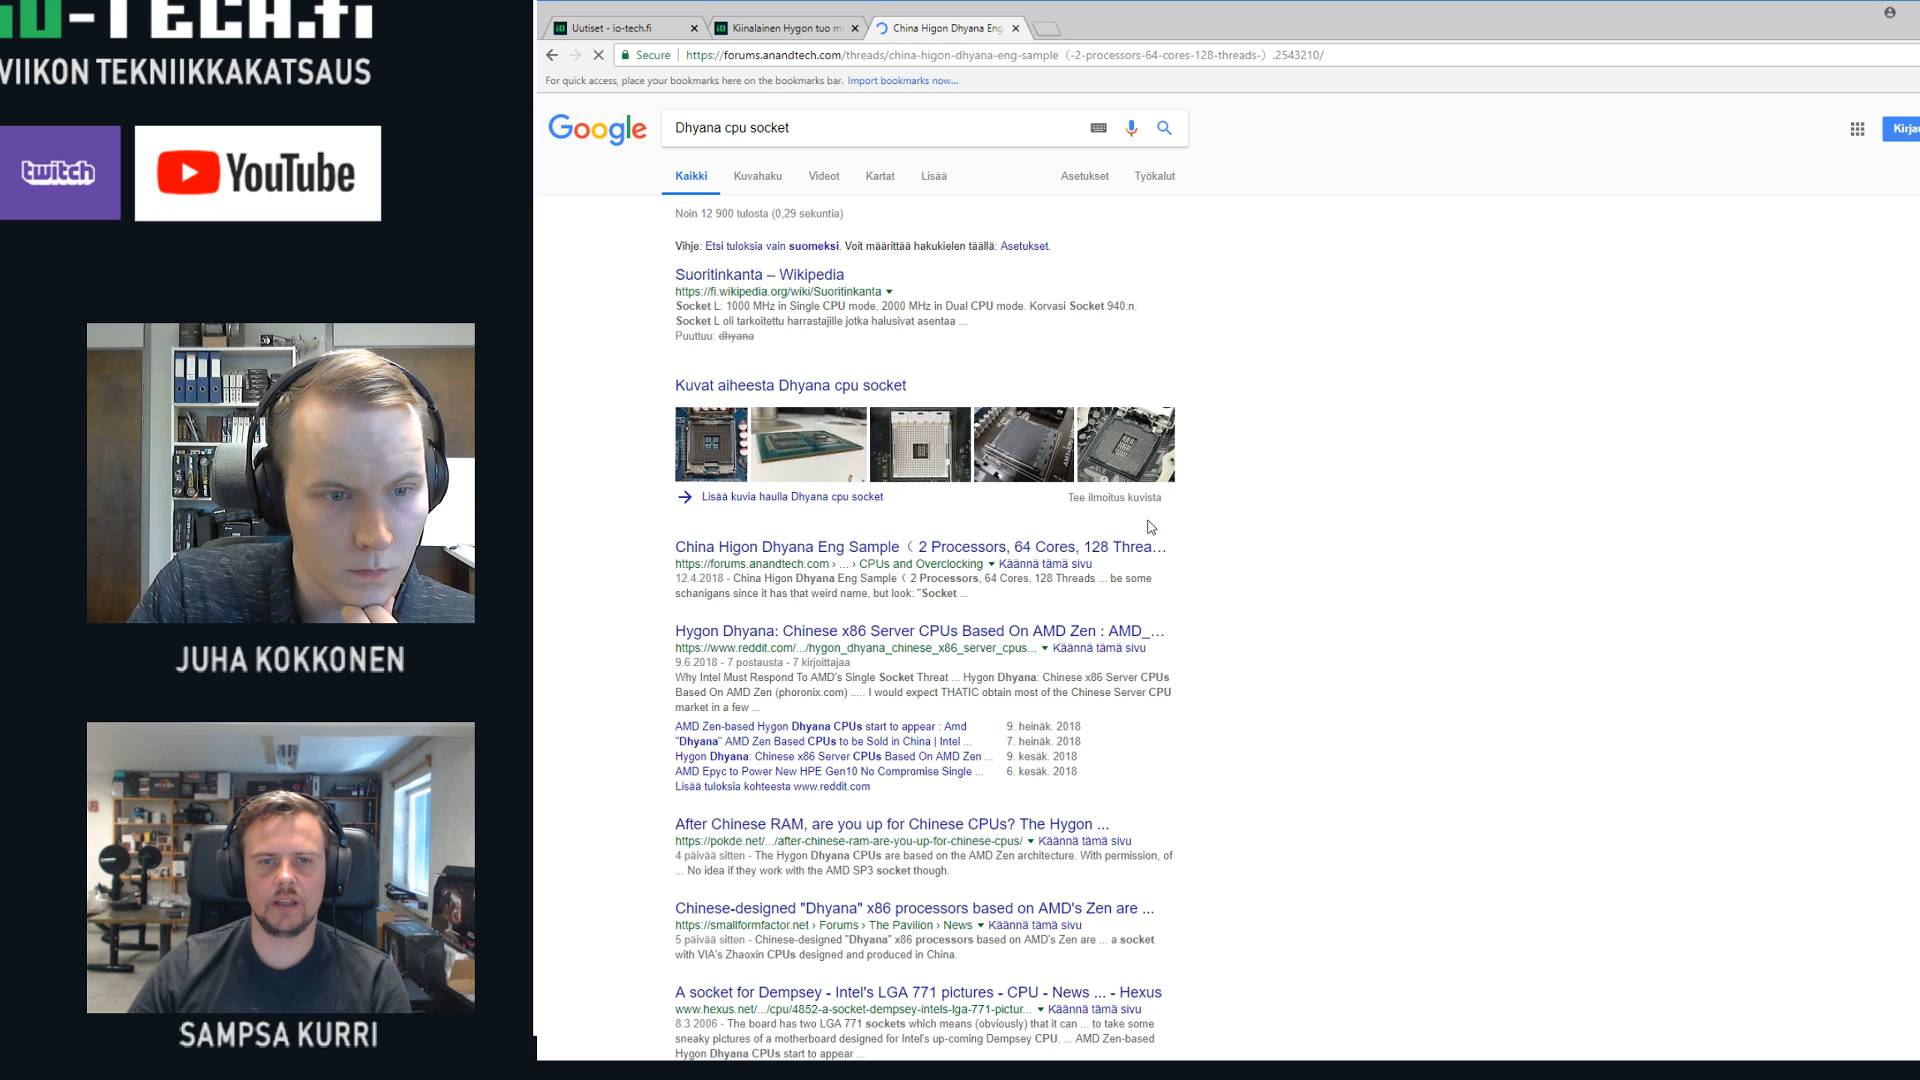 io-TECH.fi
VIIKON TEKNIIKKAKATSAUS
twitch
YouTube
JUHA KOKKONEN
SAMPSA KURRI
Uutiset - io-tech.fi
Kiinalainen Hygon tuo m
China Higon Dhyana Eng
Secure
https://forums.anandtech.com/threads/china-higon-dhyana-eng-sample（-2-processors-64-cores-128-threads-）.2543210/
For quick access, place your bookmarks here on the bookmarks bar. Import bookmarks now...
Google
Dhyana cpu socket
Kirjau
Kaikki Kuvahaku Videot Kartat Lisää Asetukset Työkalut
Noin 12 900 tulosta (0,29 sekuntia)
Vihje: Etsi tuloksia vain suomeksi. Voit määrittää hakukielen täällä: Asetukset.
Suoritinkanta – Wikipedia
https://fi.wikipedia.org/wiki/Suoritinkanta
Socket L: 1000 MHz in Single CPU mode, 2000 MHz in Dual CPU mode. Korvasi Socket 940:n.
Socket L oli tarkoitettu harrastajille jotka halusivat asentaa ...
Puuttuu: dhyana
Kuvat aiheesta Dhyana cpu socket
Lisää kuvia haulla Dhyana cpu socket
Tee ilmoitus kuvista
China Higon Dhyana Eng Sample（ 2 Processors, 64 Cores, 128 Threa...
https://forums.anandtech.com › ... › CPUs and Overclocking Käännä tämä sivu
12.4.2018 - China Higon Dhyana Eng Sample（ 2 Processors, 64 Cores, 128 Threads ... be some
schanigans since it has that weird name, but look: "Socket ...
Hygon Dhyana: Chinese x86 Server CPUs Based On AMD Zen : AMD_...
https://www.reddit.com/.../hygon_dhyana_chinese_x86_server_cpus... Käännä tämä sivu
9.6.2018 - 7 postausta - 7 kirjoittajaa
Why Intel Must Respond To AMD's Single Socket Threat ... Hygon Dhyana: Chinese x86 Server CPUs
Based On AMD Zen (phoronix.com) ..... I would expect THATIC obtain most of the Chinese Server CPU
market in a few ...
AMD Zen-based Hygon Dhyana CPUs start to appear : Amd 9. heinäk. 2018
"Dhyana" AMD Zen Based CPUs to be Sold in China | Intel ... 7. heinäk. 2018
Hygon Dhyana: Chinese x86 Server CPUs Based On AMD Zen ... 9. kesäk. 2018
AMD Epyc to Power New HPE Gen10 No Compromise Single ... 6. kesäk. 2018
Lisää tuloksia kohteesta www.reddit.com
After Chinese RAM, are you up for Chinese CPUs? The Hygon ...
https://pokde.net/.../after-chinese-ram-are-you-up-for-chinese-cpus/ Käännä tämä sivu
4 päivää sitten - The Hygon Dhyana CPUs are based on the AMD Zen architecture. With permission, of
... No idea if they work with the AMD SP3 socket though.
Chinese-designed "Dhyana" x86 processors based on AMD's Zen are ...
https://smallformfactor.net › Forums › The Pavilion › News Käännä tämä sivu
5 päivää sitten - Chinese-designed "Dhyana" x86 processors based on AMD's Zen are ... a socket
with VIA's Zhaoxin CPUs designed and produced in China.
A socket for Dempsey - Intel's LGA 771 pictures - CPU - News ... - Hexus
www.hexus.net/.../cpu/4852-a-socket-dempsey-intels-lga-771-pictur... Käännä tämä sivu
8.3.2006 - The board has two LGA 771 sockets which means (obviously) that it can ... to take some
sneaky pictures of a motherboard designed for Intel's up-coming Dempsey CPU. ... AMD Zen-based
Hygon Dhyana CPUs start to appear ...